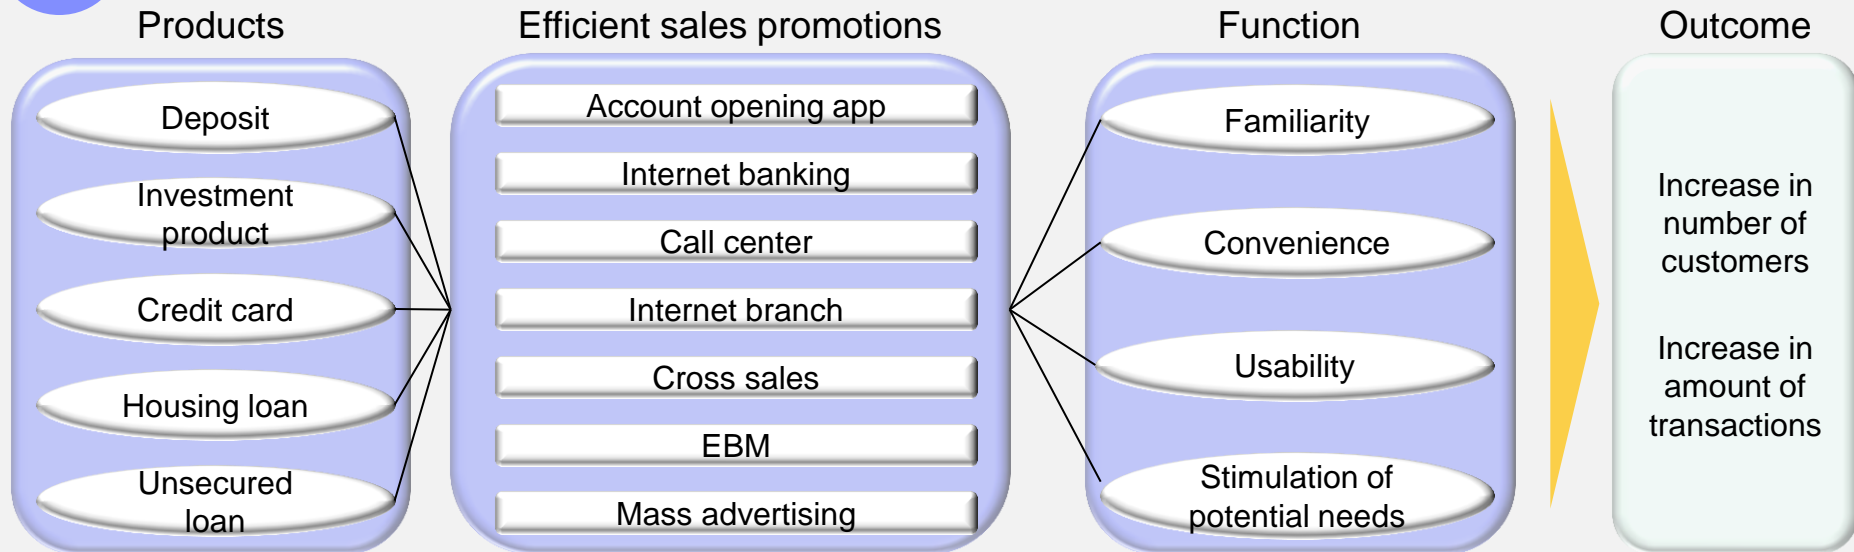 Products
Efficient sales promotions
Function
Outcome
Deposit
Investment
product
Credit card
Housing loan
Unsecured
loan
Account opening app
Internet banking
Call center
Internet branch
Cross sales
EBM
Mass advertising
Familiarity
Convenience
Usability
Stimulation of
potential needs
Increase in
number of
customers
Increase in
amount of
transactions